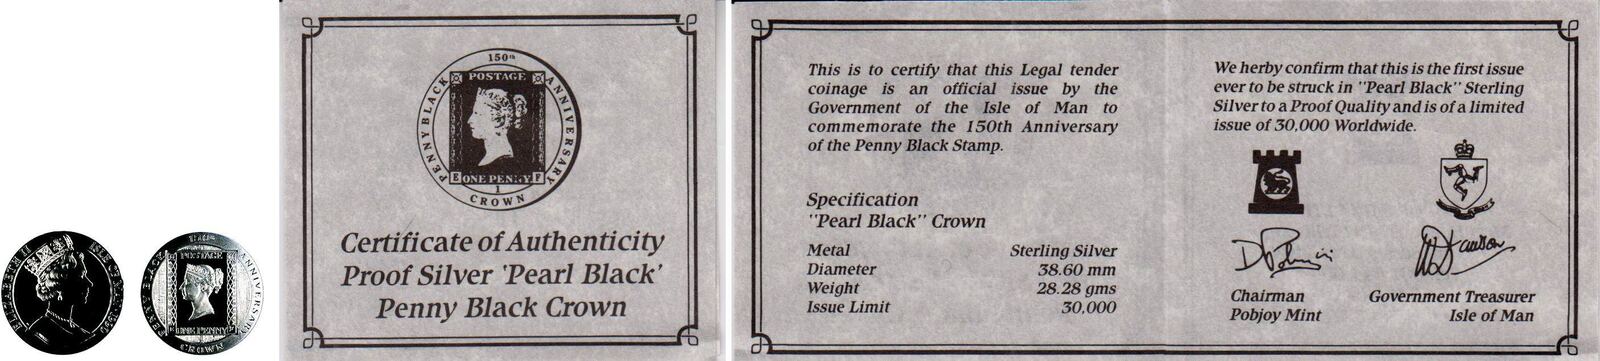 ELIZABETH II
ISLE OF MAN 1990
150th ANNIVERSARY
PENNY BLACK
POSTAGE
ONE PENNY
CROWN
150th ANNIVERSARY
PENNY BLACK
POSTAGE
E ONE PENNY F
1
CROWN
Certificate of Authenticity
Proof Silver 'Pearl Black'
Penny Black Crown
This is to certify that this Legal tender
coinage is an official issue by the
Government of the Isle of Man to
commemorate the 150th Anniversary
of the Penny Black Stamp.
Specification
"Pearl Black" Crown
Metal Sterling Silver
Diameter 38.60 mm
Weight 28.28 gms
Issue Limit 30,000
We herby confirm that this is the first issue
ever to be struck in "Pearl Black" Sterling
Silver to a Proof Quality and is of a limited
issue of 30,000 Worldwide.
Chairman
Pobjoy Mint
Government Treasurer
Isle of Man